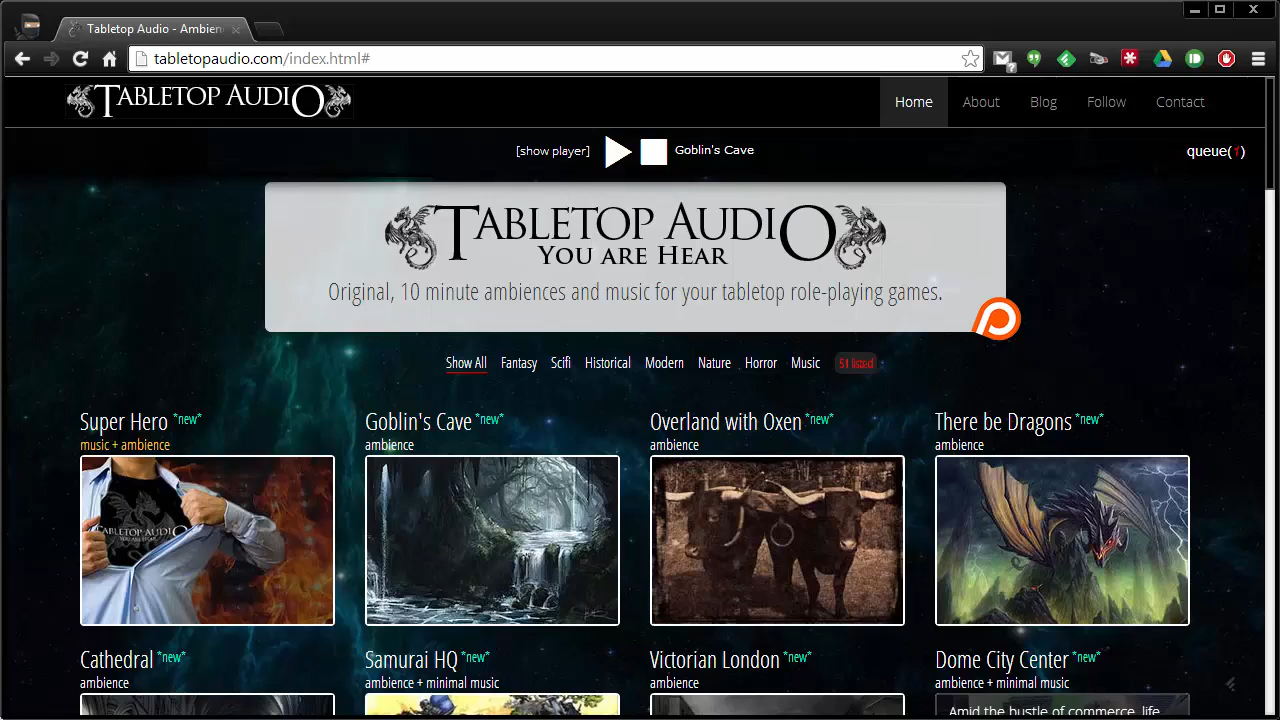 Tabletop Audio - Ambien
tabletopaudio.com/index.html#
TABLETOP AUDIO
Home About Blog Follow Contact
[show player] Goblin's Cave queue(1)
TABLETOP AUDIO
YOU ARE HEAR
Original, 10 minute ambiences and music for your tabletop role-playing games.
Show All Fantasy Scifi Historical Modern Nature Horror Music 51 listed
Super Hero *new* Goblin's Cave *new* Overland with Oxen *new* There be Dragons *new*
music + ambience ambience ambience ambience
TABLETOP AUDIO
YOU ARE HEAR
Cathedral *new* Samurai HQ *new* Victorian London *new* Dome City Center *new*
ambience ambience + minimal music ambience ambience + minimal music
Amid the bustle of commerce, life